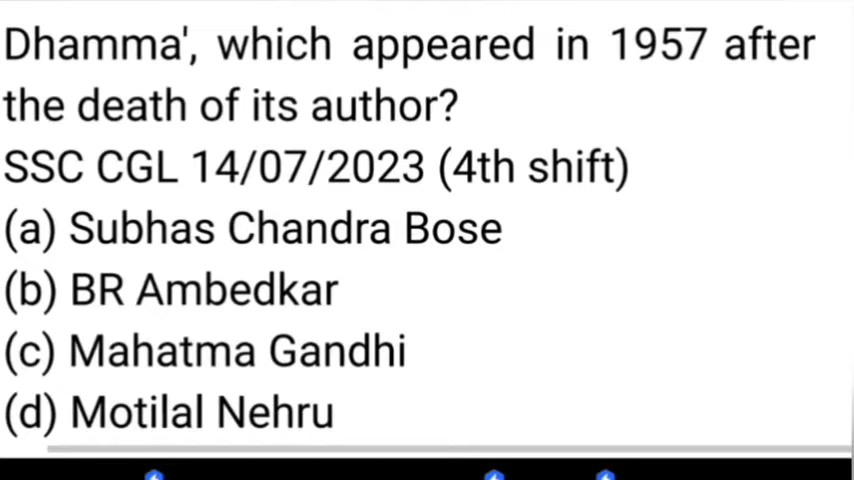 Dhamma', which appeared in 1957 after
the death of its author?
SSC CGL 14/07/2023 (4th shift)
(a) Subhas Chandra Bose
(b) BR Ambedkar
(c) Mahatma Gandhi
(d) Motilal Nehru